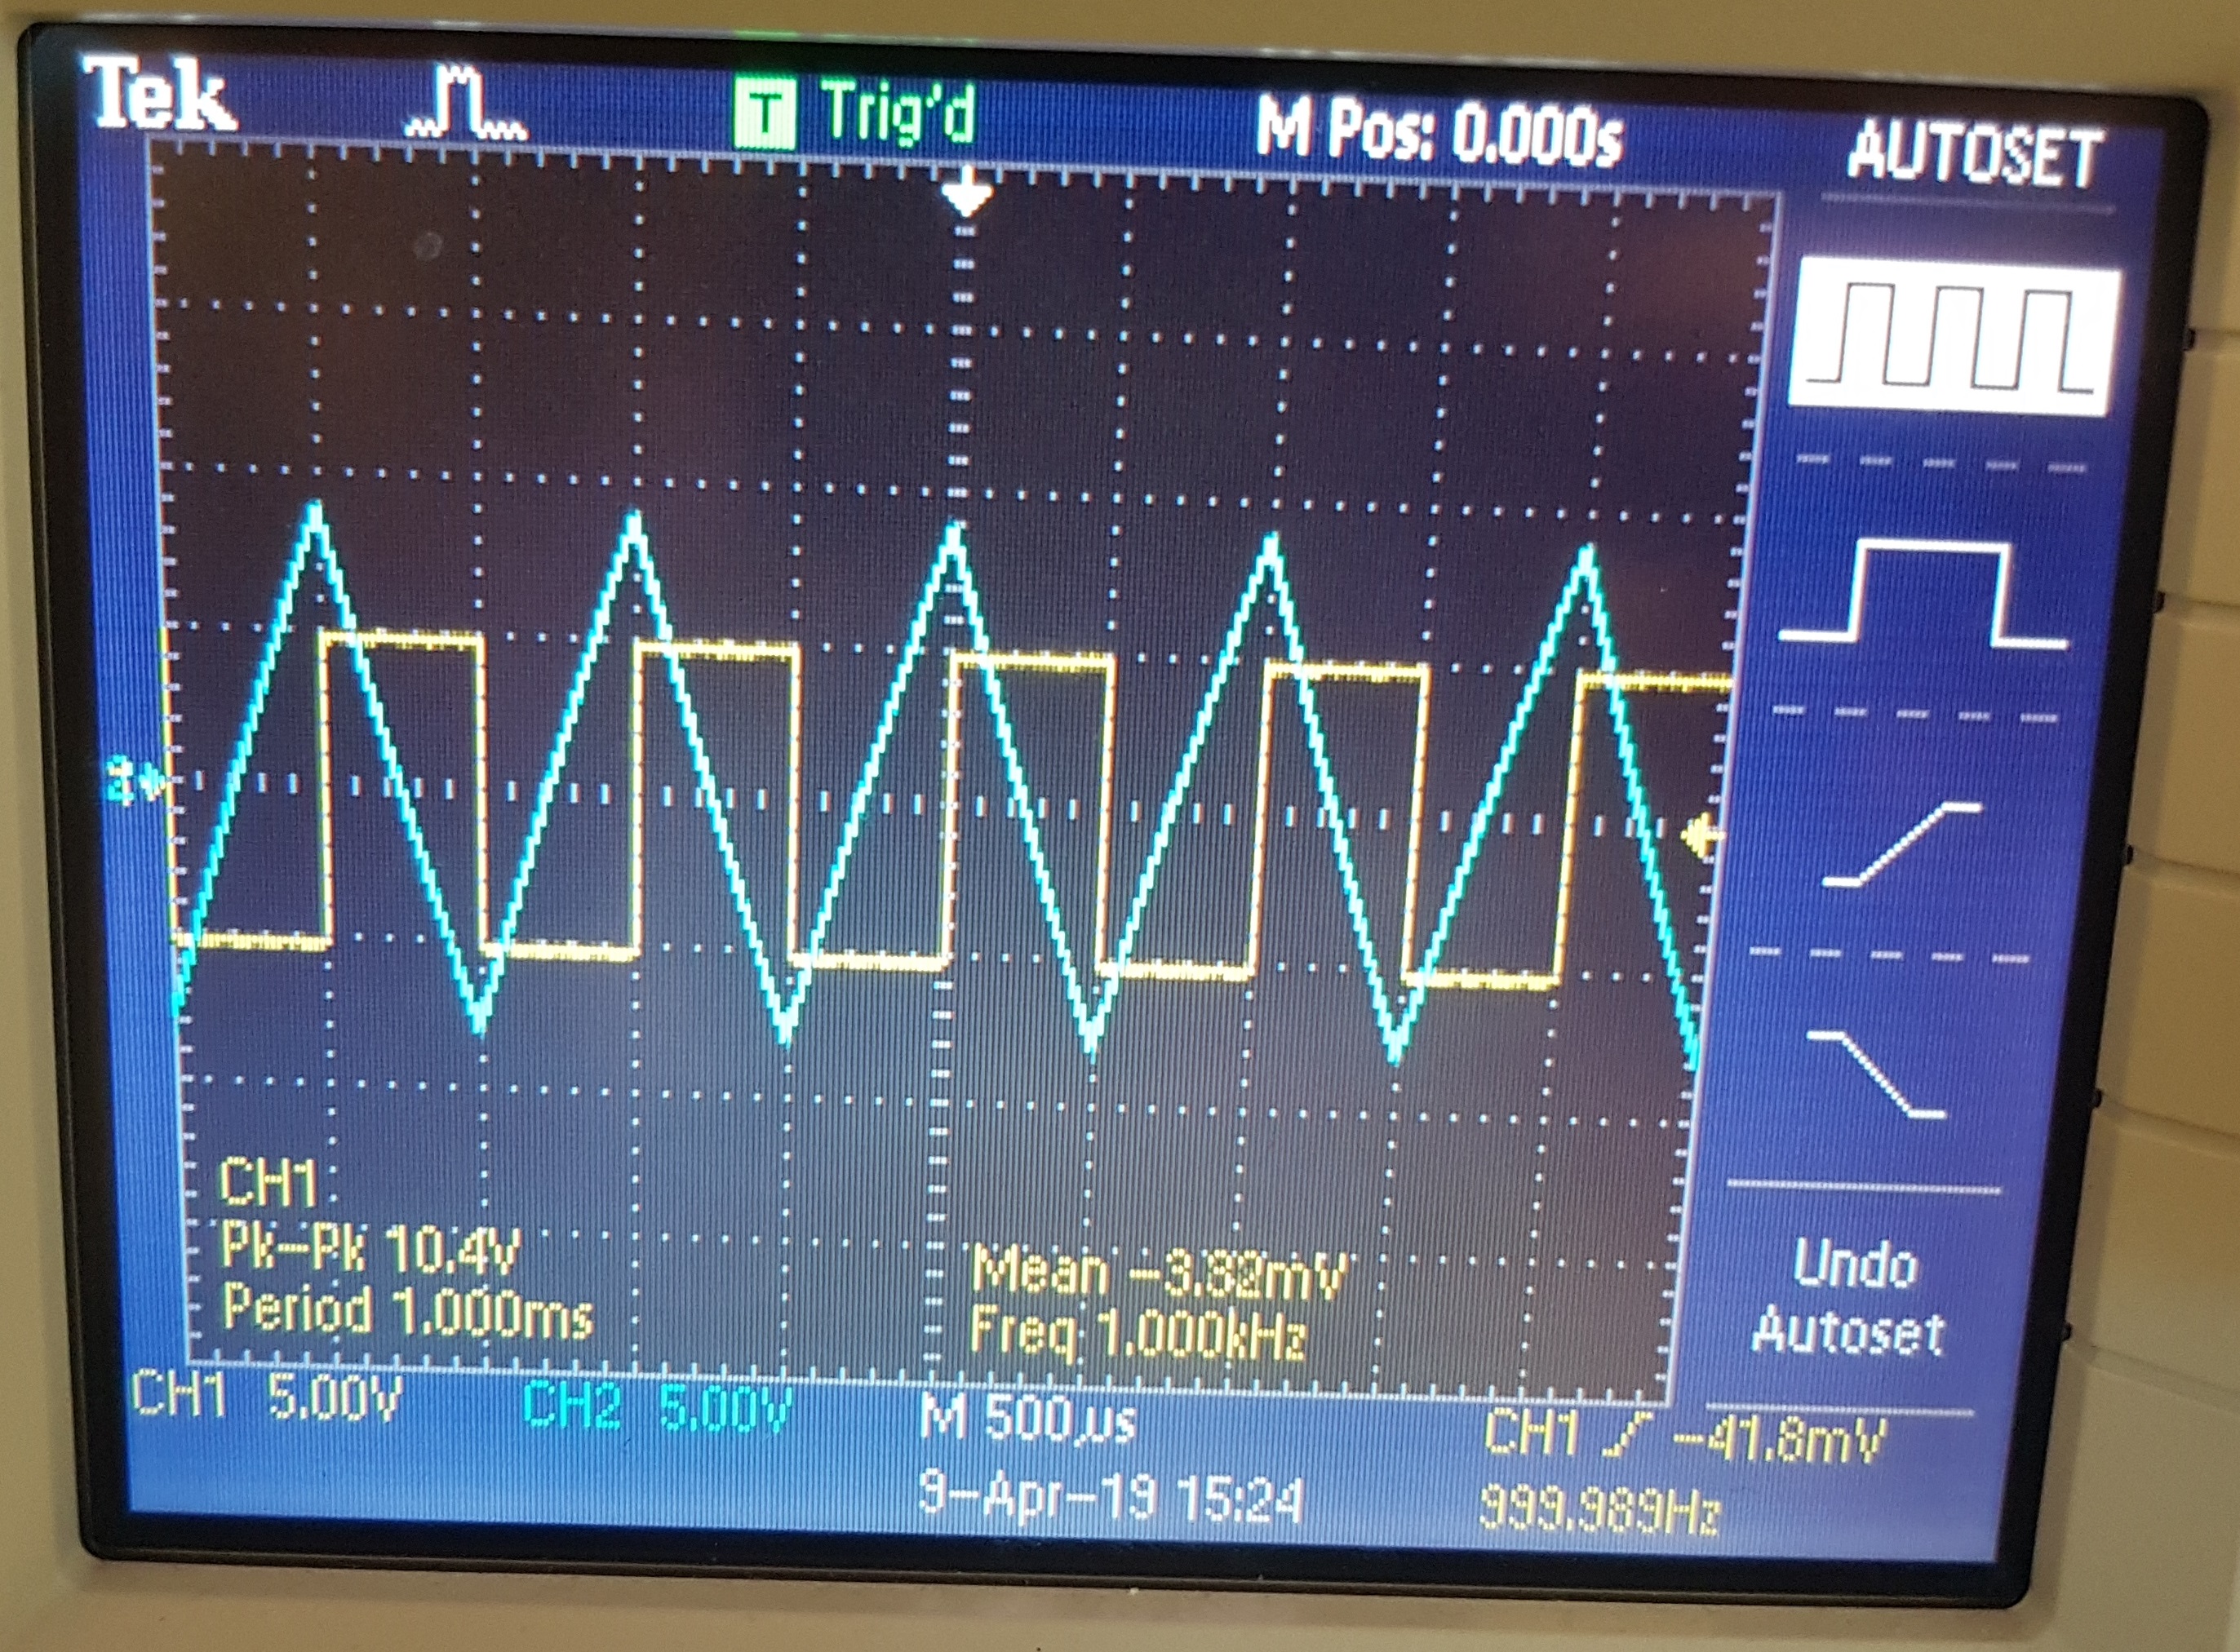 Tek T Trig'd M Pos: 0.000s AUTOSET
2
CH1
Pk-Pk 10.4V Mean -3.82mV
Period 1.000ms Freq 1.000kHz
Undo
Autoset
CH1 5.00V CH2 5.00V M 500µs CH1 -41.8mV
9-Apr-19 15:24 999.989Hz